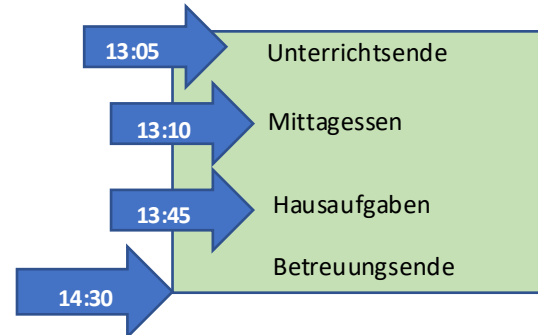 13:05 Unterrichtsende
13:10 Mittagessen
13:45 Hausaufgaben
Betreuungsende
14:30